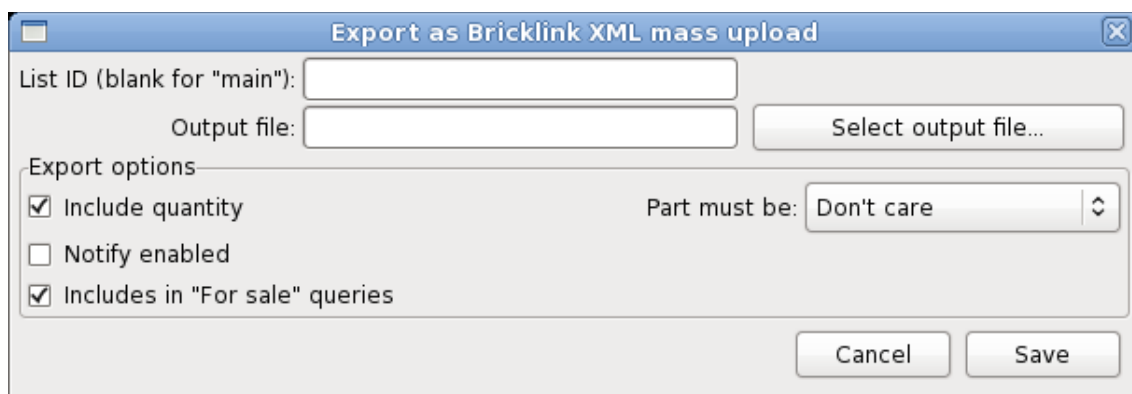 Export as Bricklink XML mass upload
List ID (blank for "main"):
Output file: Select output file...
Export options
Include quantity Part must be: Don't care
Notify enabled
Includes in "For sale" queries
Cancel Save